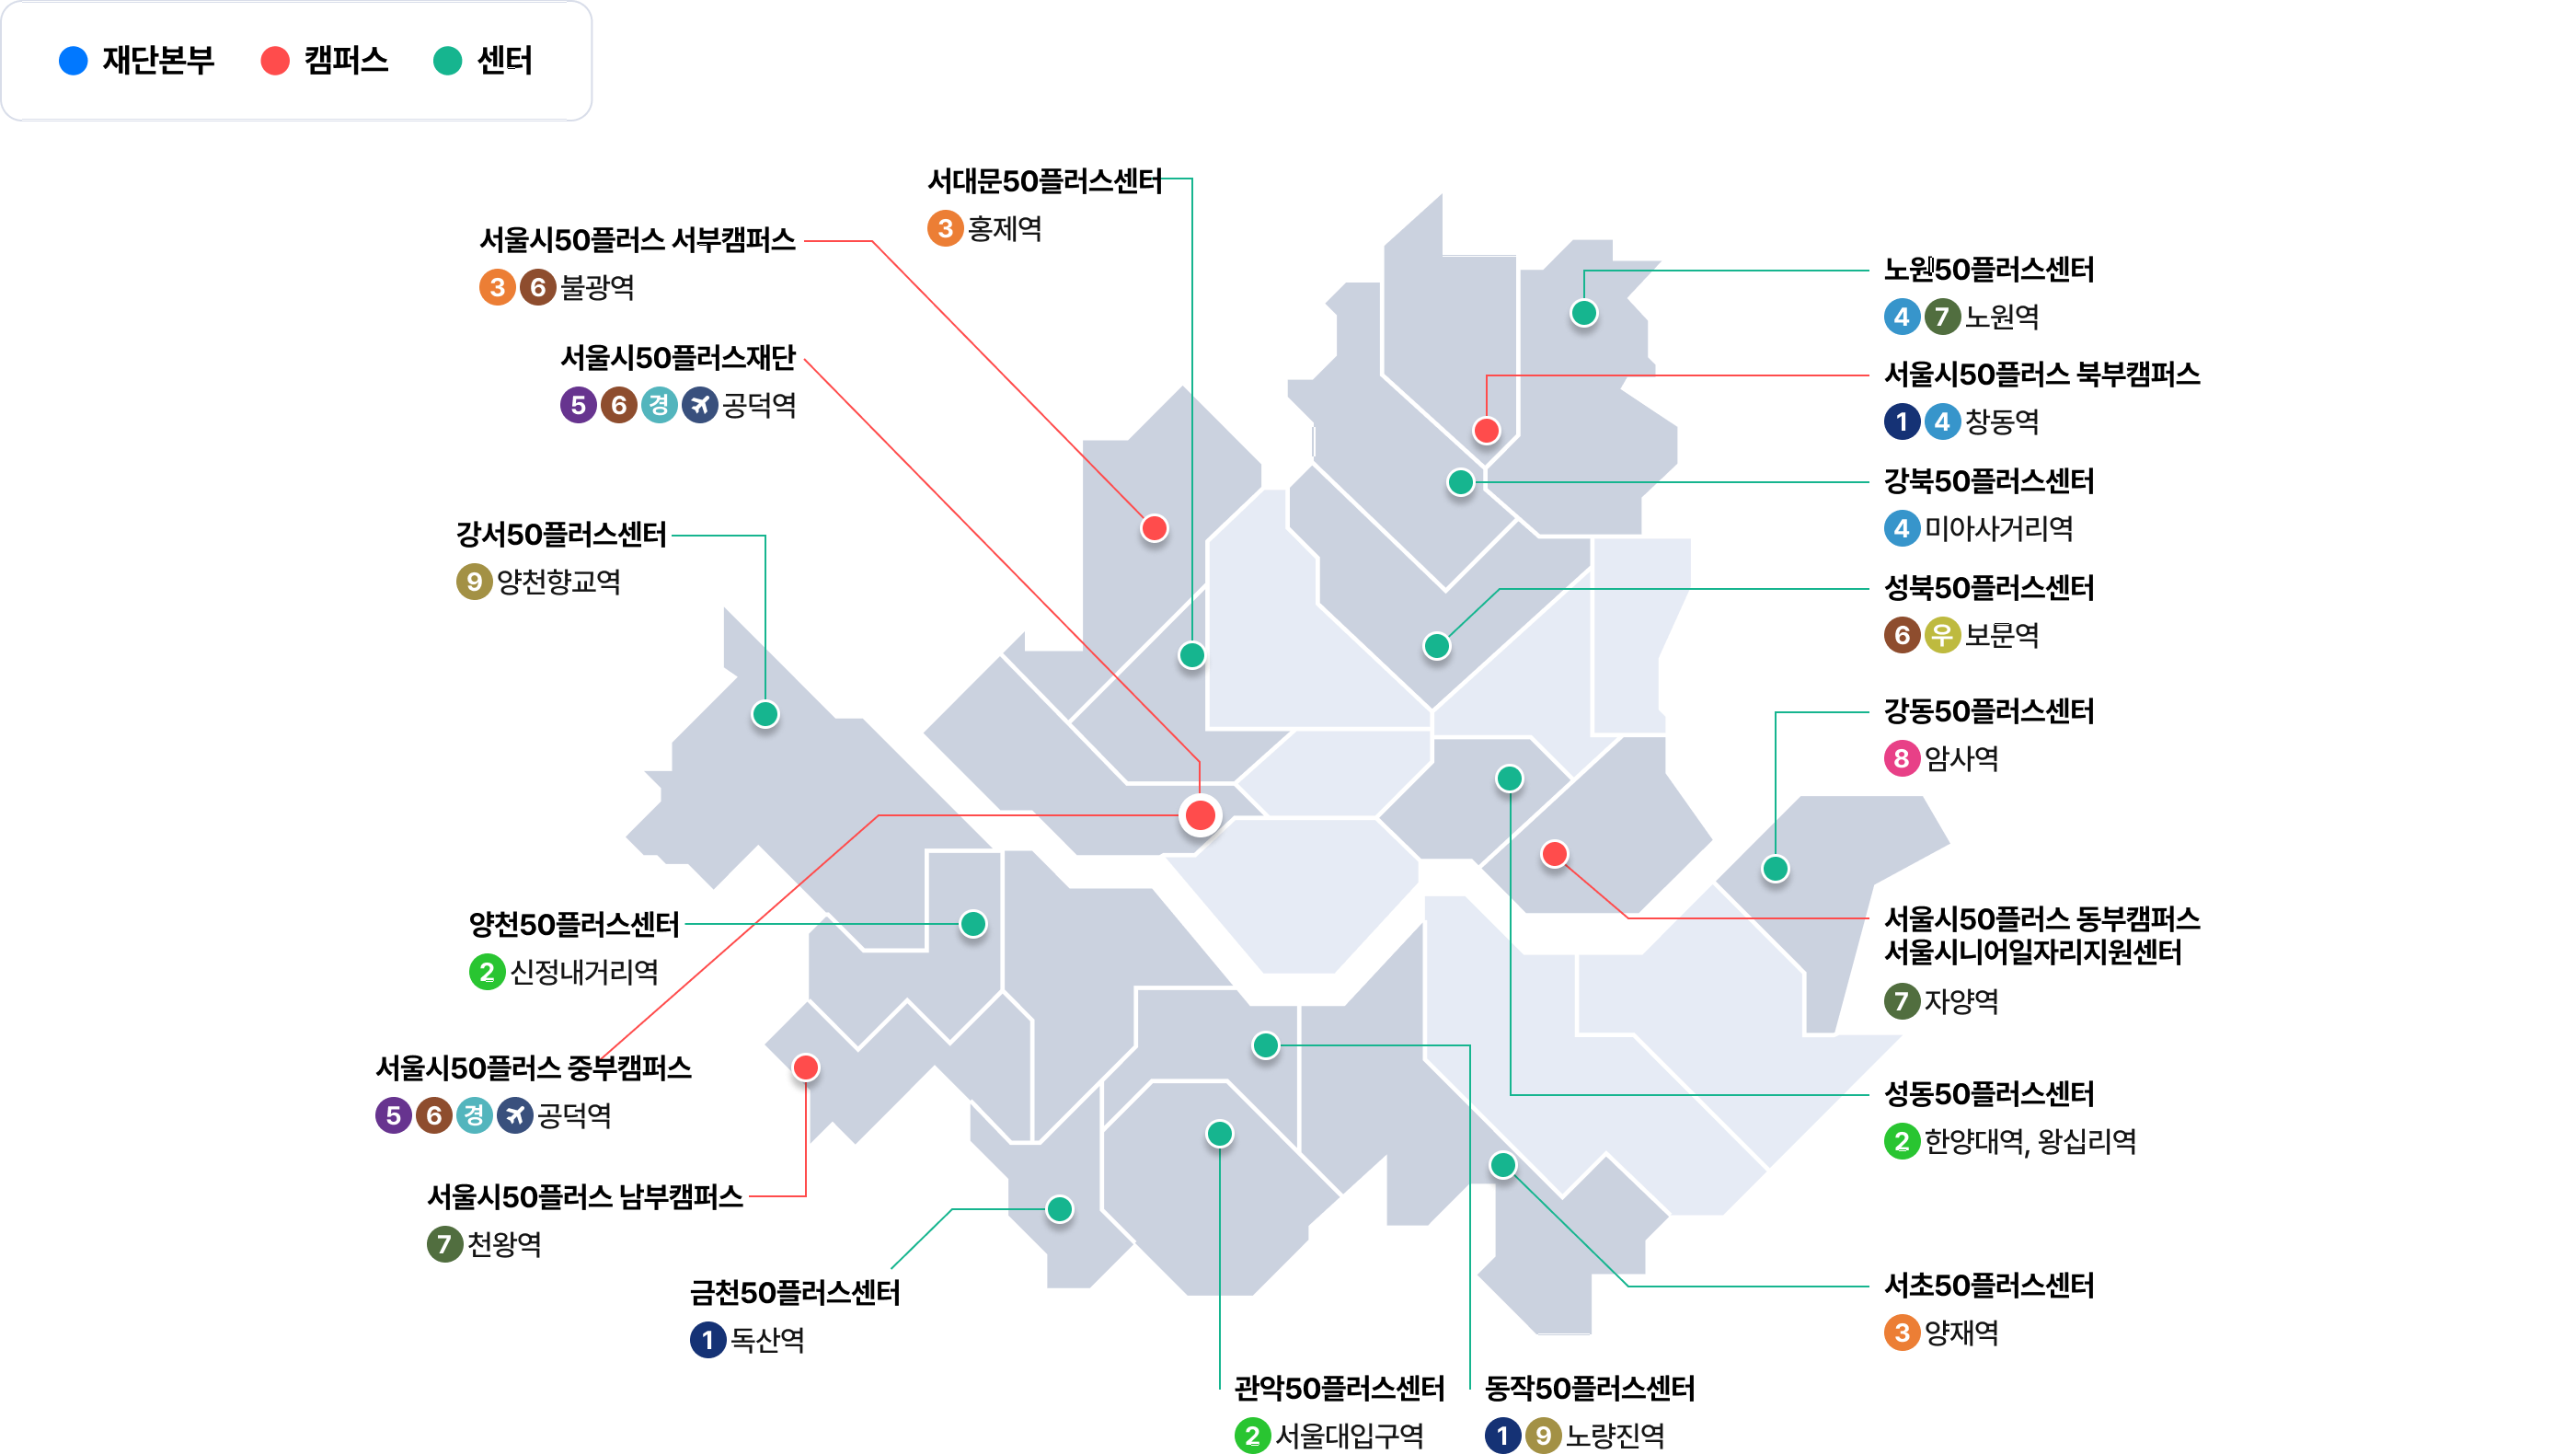 재단본부 캠퍼스 센터
서대문50플러스센터
3 홍제역
서울시50플러스 서부캠퍼스
3 6 불광역
서울시50플러스재단
5 6 경 공덕역
강서50플러스센터
9 양천향교역
양천50플러스센터
2 신정내거리역
서울시50플러스 중부캠퍼스
5 6 경 공덕역
서울시50플러스 남부캠퍼스
7 천왕역
금천50플러스센터
1 독산역
관악50플러스센터
2 서울대입구역
동작50플러스센터
1 9 노량진역
노원50플러스센터
4 7 노원역
서울시50플러스 북부캠퍼스
1 4 창동역
강북50플러스센터
4 미아사거리역
성북50플러스센터
6 우 보문역
강동50플러스센터
8 암사역
서울시50플러스 동부캠퍼스
서울시니어일자리지원센터
7 자양역
성동50플러스센터
2 한양대역, 왕십리역
서초50플러스센터
3 양재역